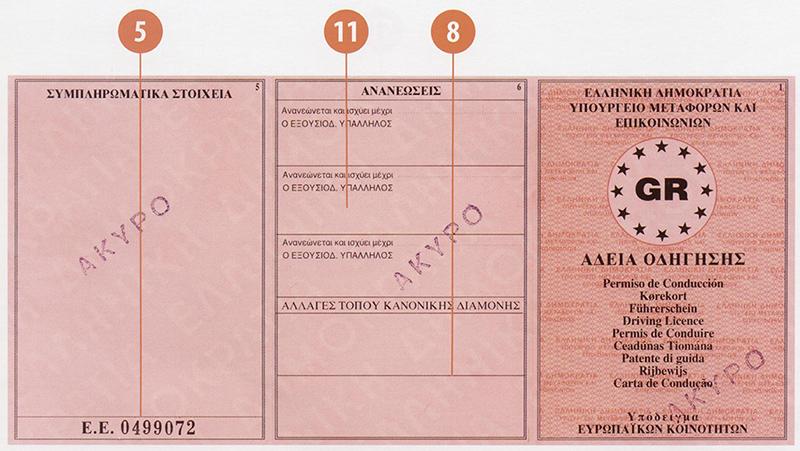 5
11
8
ΣΥΜΠΛΗΡΩΜΑΤΙΚΑ ΣΤΟΙΧΕΙΑ
5
ΑΚΥΡΟ
Ε.Ε. 0499072
ΑΝΑΝΕΩΣΕΙΣ
6
Ανανεώνεται και ισχύει μέχρι
Ο ΕΞΟΥΣΙΟΔ. ΥΠΑΛΛΗΛΟΣ
Ανανεώνεται και ισχύει μέχρι
Ο ΕΞΟΥΣΙΟΔ. ΥΠΑΛΛΗΛΟΣ
Ανανεώνεται και ισχύει μέχρι
Ο ΕΞΟΥΣΙΟΔ. ΥΠΑΛΛΗΛΟΣ
ΑΚΥΡΟ
ΑΛΛΑΓΕΣ ΤΟΠΟΥ ΚΑΝΟΝΙΚΗΣ ΔΙΑΜΟΝΗΣ
1
ΕΛΛΗΝΙΚΗ ΔΗΜΟΚΡΑΤΙΑ
ΥΠΟΥΡΓΕΙΟ ΜΕΤΑΦΟΡΩΝ ΚΑΙ
ΕΠΙΚΟΙΝΩΝΙΩΝ
GR
ΑΔΕΙΑ ΟΔΗΓΗΣΗΣ
Permiso de Conducción
Kørekort
Führerschein
Driving Licence
Permis de Conduire
Ceadúnas Tiomána
Patente di guida
Rijbewijs
Carta de Condução
ΑΚΥΡΟ
Υπόδειγμα
ΕΥΡΩΠΑΪΚΩΝ ΚΟΙΝΟΤΗΤΩΝ